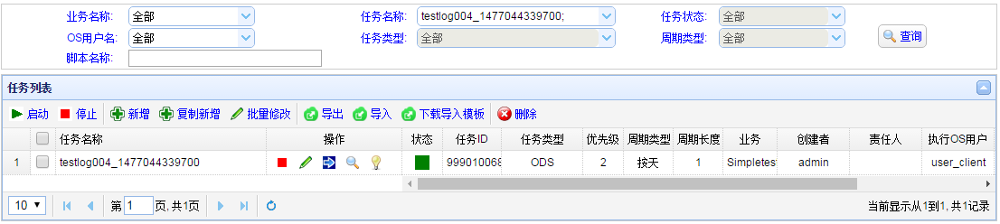 业务名称: 全部 任务名称: testlog004_1477044339700; 任务状态: 全部
OS用户名: 全部 任务类型: 全部 周期类型: 全部 查询
脚本名称:
任务列表
启动 停止 新增 复制新增 批量修改 导出 导入 下载导入模板 删除
任务名称 操作 状态 任务ID 任务类型 优先级 周期类型 周期长度 业务 创建者 责任人 执行OS用户
1 testlog004_1477044339700 999010068 ODS 2 按天 1 Simpletest admin user_client
10 第 1 页, 共1页 当前显示从1到1, 共1记录